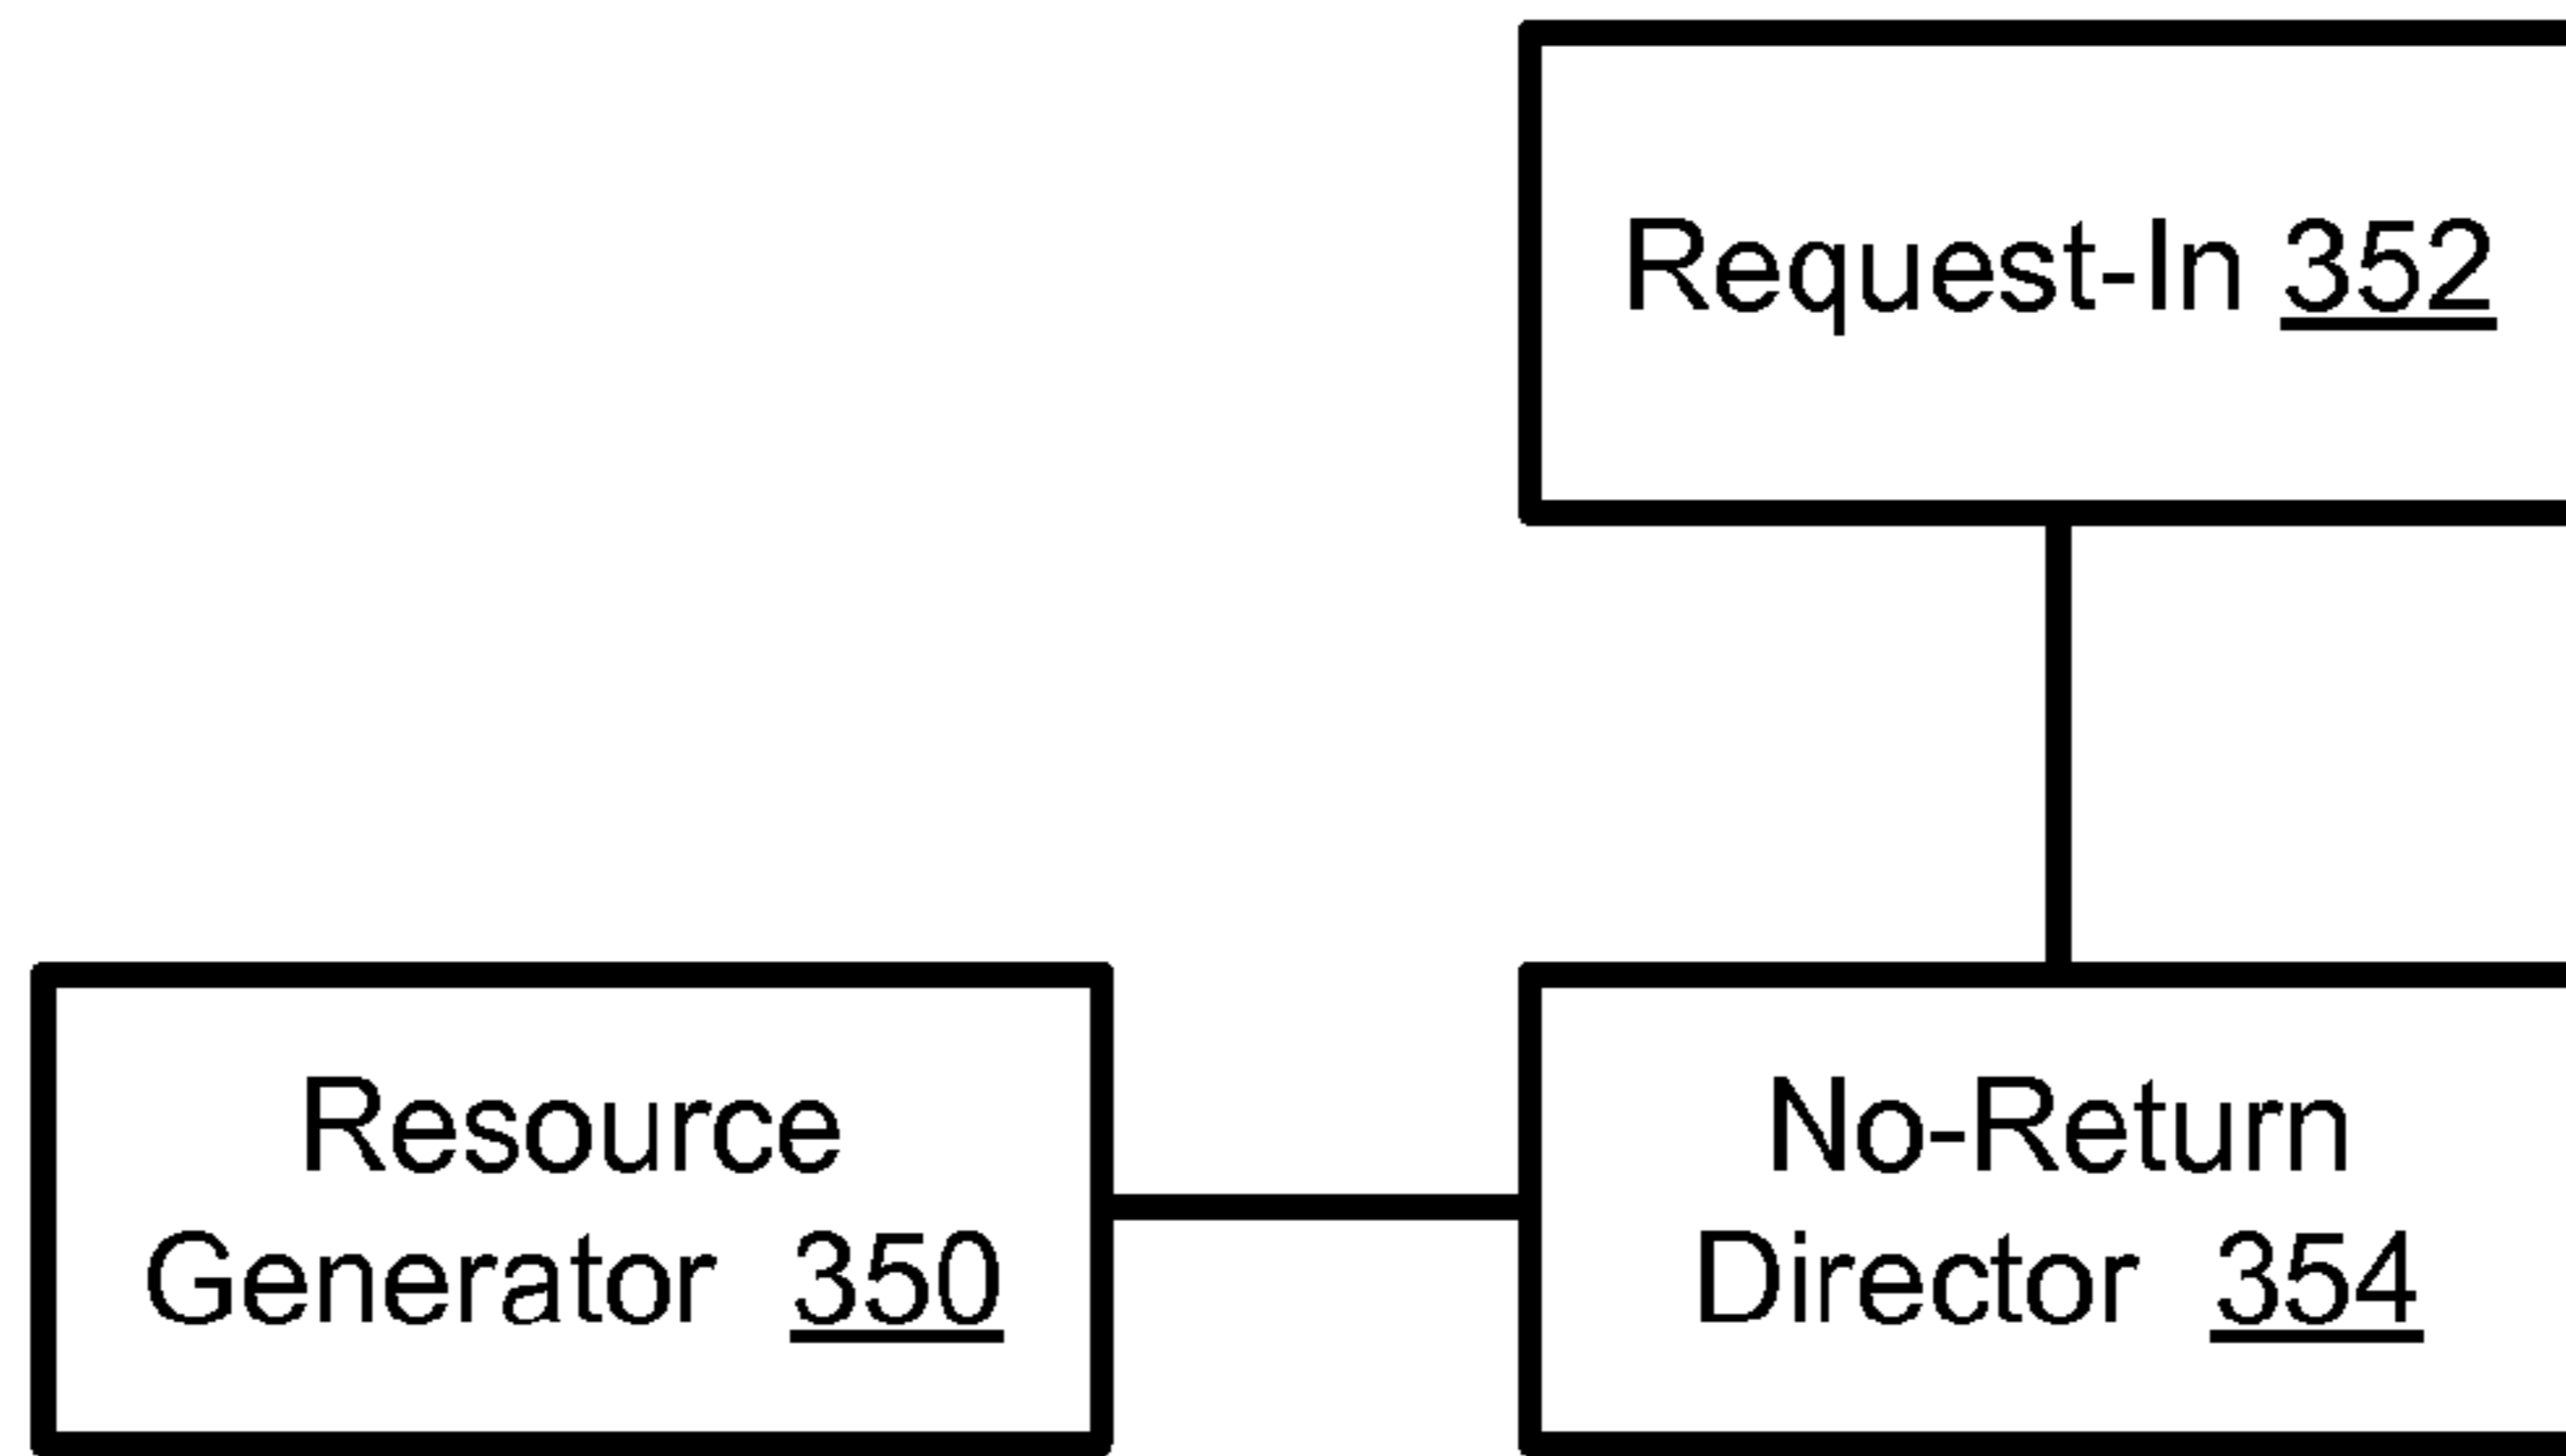 Request-In 352
Resource
Generator 350
No-Return
Director 354